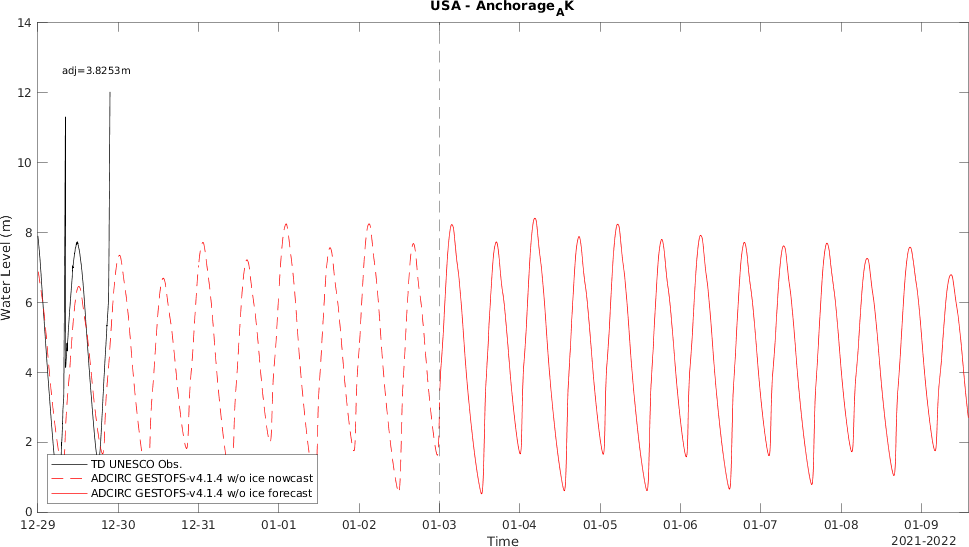 USA - Anchorage_AK
14
adj=3.8253m
12
10
8
6
4
2
0
Water Level (m)
TD UNESCO Obs.
ADCIRC GESTOFS-v4.1.4 w/o ice nowcast
ADCIRC GESTOFS-v4.1.4 w/o ice forecast
12-29 12-30 12-31 01-01 01-02 01-03 01-04 01-05 01-06 01-07 01-08 01-09
Time
2021-2022